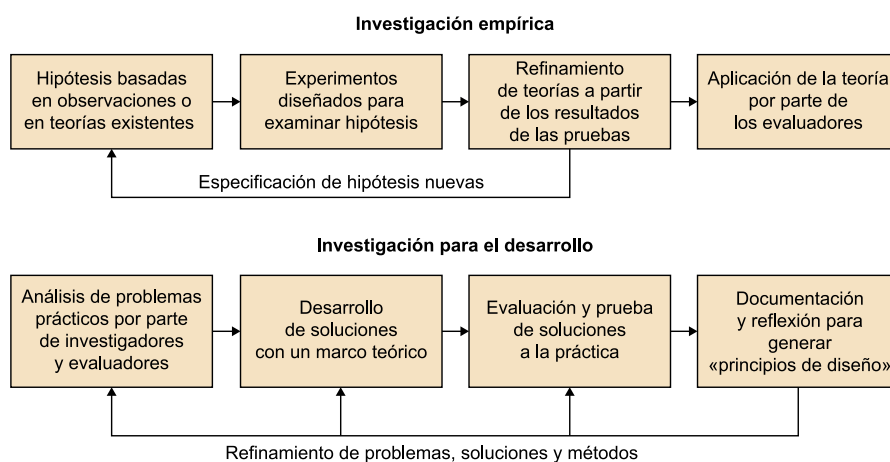 Investigación empírica
Hipótesis basadas
en observaciones o
en teorías existentes
Experimentos
diseñados para
examinar hipótesis
Refinamiento
de teorías a partir
de los resultados
de las pruebas
Aplicación de la teoría
por parte de
los evaluadores
Especificación de hipótesis nuevas
Investigación para el desarrollo
Análisis de problemas
prácticos por parte
de investigadores
y evaluadores
Desarrollo
de soluciones
con un marco teórico
Evaluación y prueba
de soluciones
a la práctica
Documentación
y reflexión para
generar
«principios de diseño»
Refinamiento de problemas, soluciones y métodos